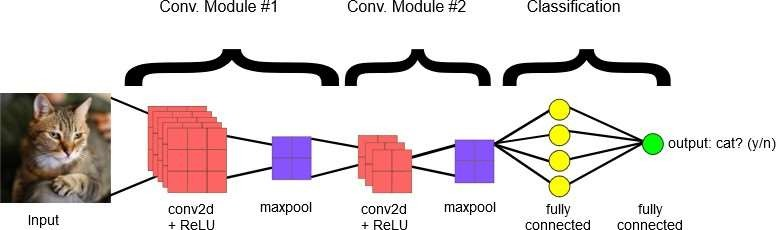 Conv. Module #1
Conv. Module #2
Classification
output: cat? (y/n)
Input
conv2d
+ ReLU
maxpool
conv2d
+ ReLU
maxpool
fully
connected
fully
connected